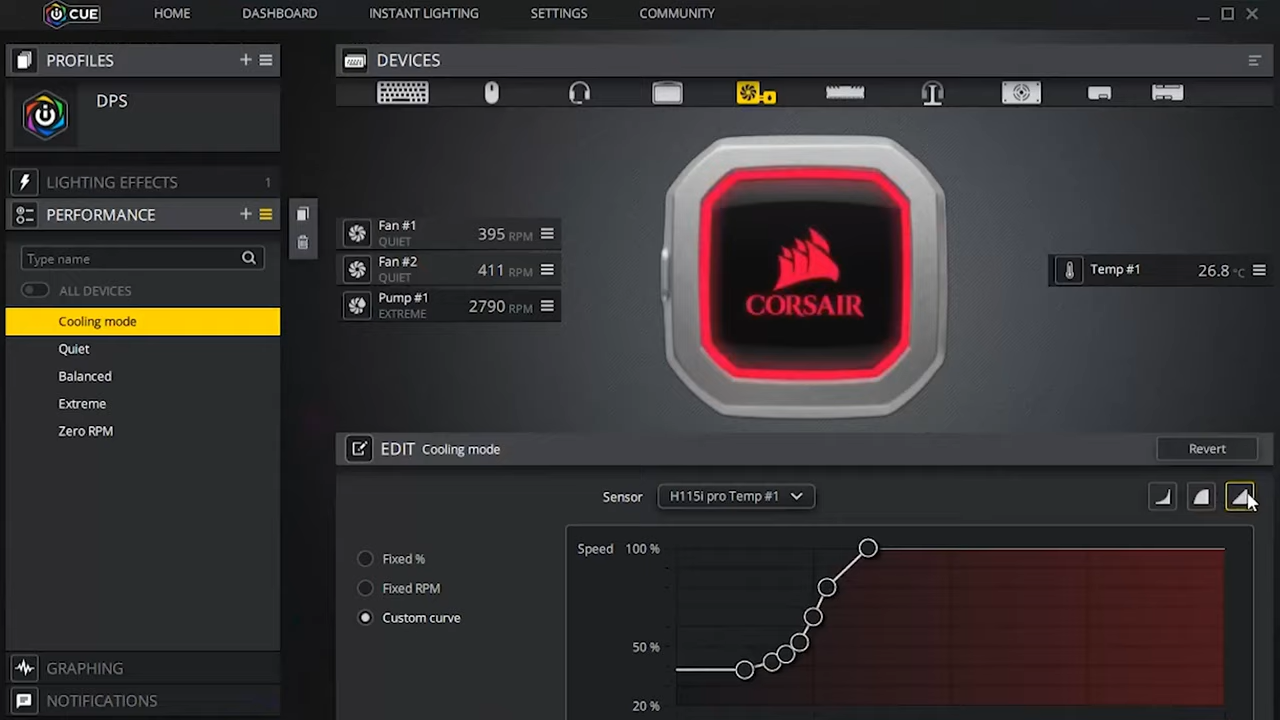 CUE
HOME
DASHBOARD
INSTANT LIGHTING
SETTINGS
COMMUNITY
PROFILES
DPS
LIGHTING EFFECTS 1
PERFORMANCE
Type name
ALL DEVICES
Cooling mode
Quiet
Balanced
Extreme
Zero RPM
GRAPHING
NOTIFICATIONS
DEVICES
Fan #1 395 RPM
QUIET
Fan #2 411 RPM
QUIET
Pump #1 2790 RPM
EXTREME
CORSAIR
Temp #1 26.8 °C
EDIT Cooling mode
Revert
Sensor H115i pro Temp #1
Fixed %
Fixed RPM
Custom curve
Speed 100 %
50 %
20 %